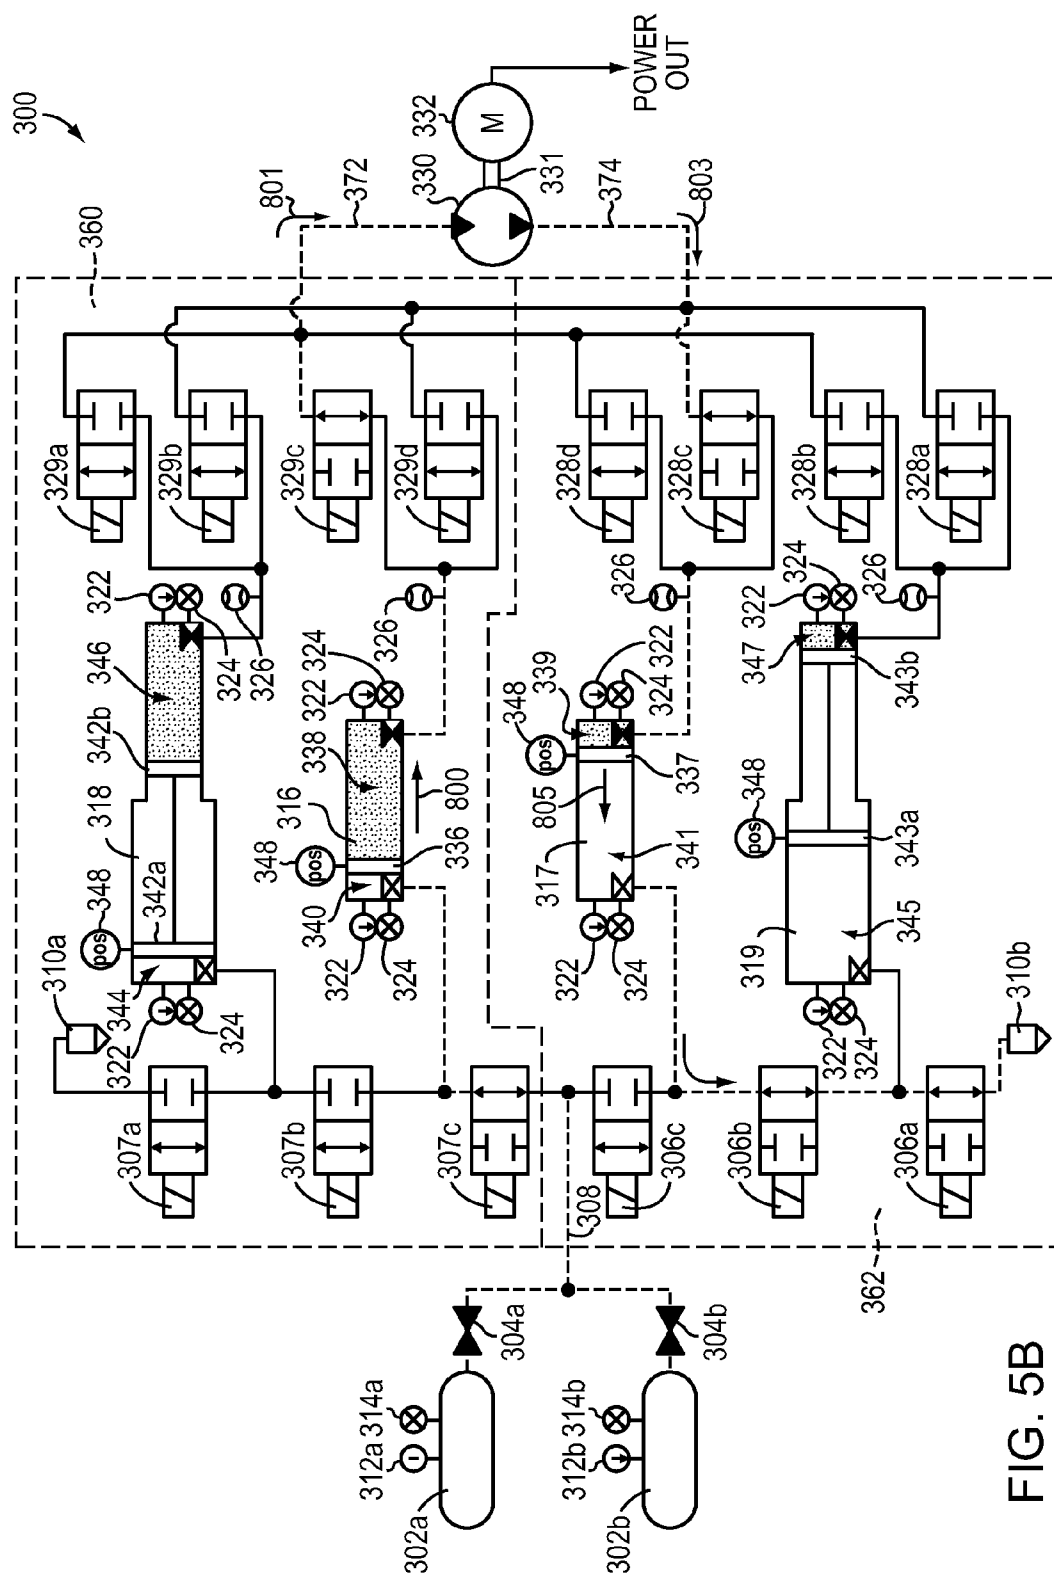 300
360
801
372
330
332
M
331
374
803
POWER
OUT
329a
329b
329c
329d
328d
328c
328b
328a
322
324
326
346
342b
318
342a
348
pos
310a
344
322
324
326
324
322
338
316
336
800
348
pos
340
322
324
326
322
324
339
348
pos
337
805
317
341
322
324
324
322
326
347
343b
348
pos
343a
319
345
322
324
310b
307a
307b
307c
306c
306b
306a
308
362
304a
304b
314a
312a
302a
314b
312b
302b
FIG. 5B